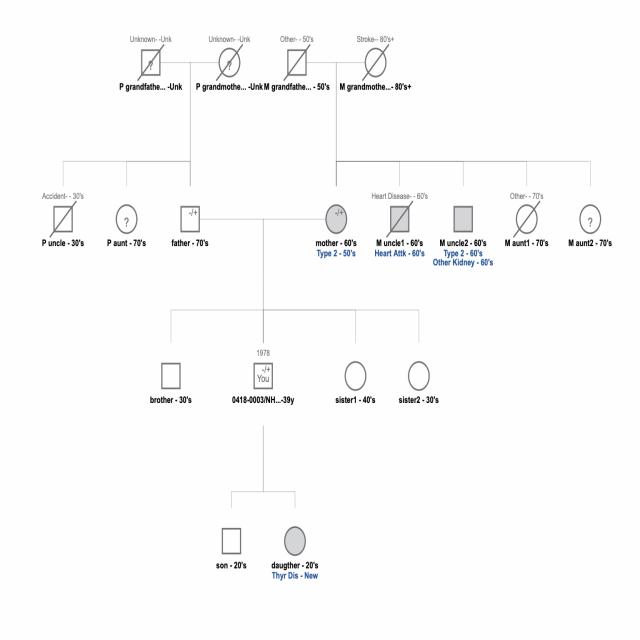 Unknown- -Unk
Unknown- -Unk
Other- - 50's
Stroke-- 80's+
?
?
P grandfathe... -Unk
P grandmothe... -Unk
M grandfathe... - 50's
M grandmothe...- 80's+
Accident- - 30's
Heart Disease- - 60's
Other- - 70's
?
-/+
-/+
?
P uncle - 30's
P aunt - 70's
father - 70's
mother - 60's
M uncle1 - 60's
M uncle2 - 60's
M aunt1 - 70's
M aunt2 - 70's
Type 2 - 50's
Heart Attk - 60's
Type 2 - 60's
Other Kidney - 60's
1978
-/+
You
brother - 30's
0418-0003/NH...-39y
sister1 - 40's
sister2 - 30's
son - 20's
daugther - 20's
Thyr Dis - New